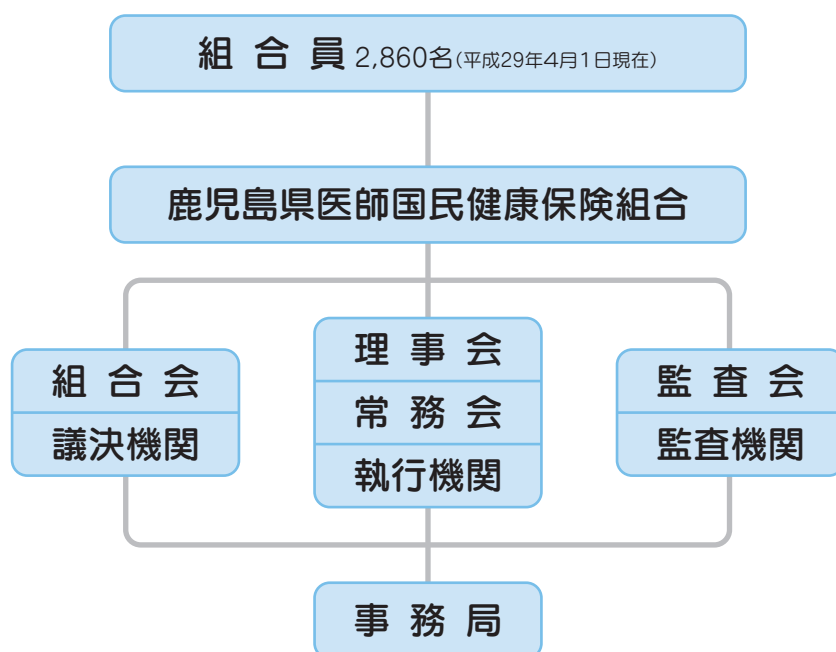 組合員 2,860名(平成29年4月1日現在)
鹿児島県医師国民健康保険組合
組合会
議決機関
理事会
常務会
執行機関
監査会
監査機関
事務局